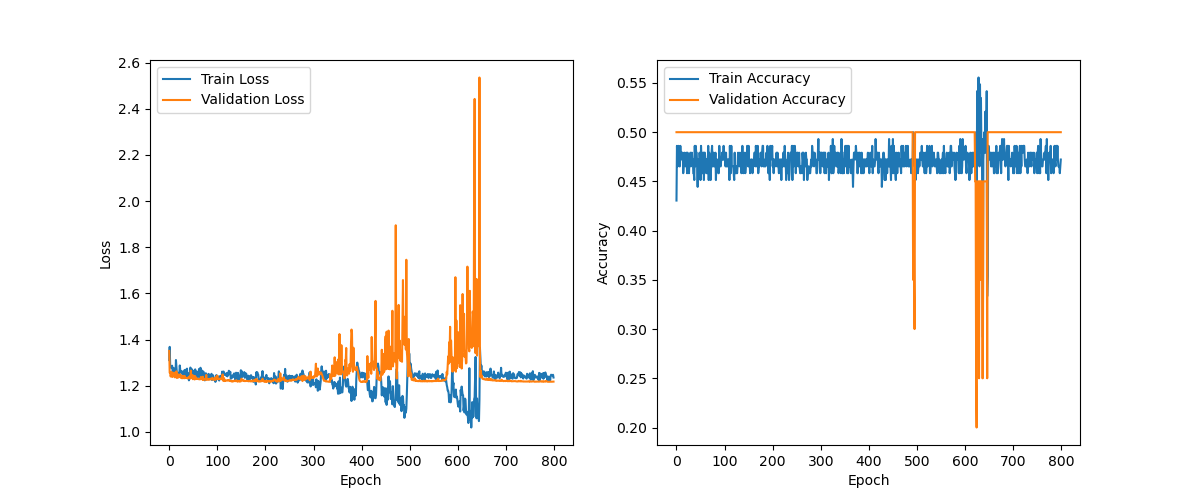 Train Loss
Validation Loss
2.6
2.4
2.2
2.0
1.8
1.6
1.4
1.2
1.0
Loss
0 100 200 300 400 500 600 700 800
Epoch
Train Accuracy
Validation Accuracy
0.55
0.50
0.45
0.40
0.35
0.30
0.25
0.20
Accuracy
0 100 200 300 400 500 600 700 800
Epoch